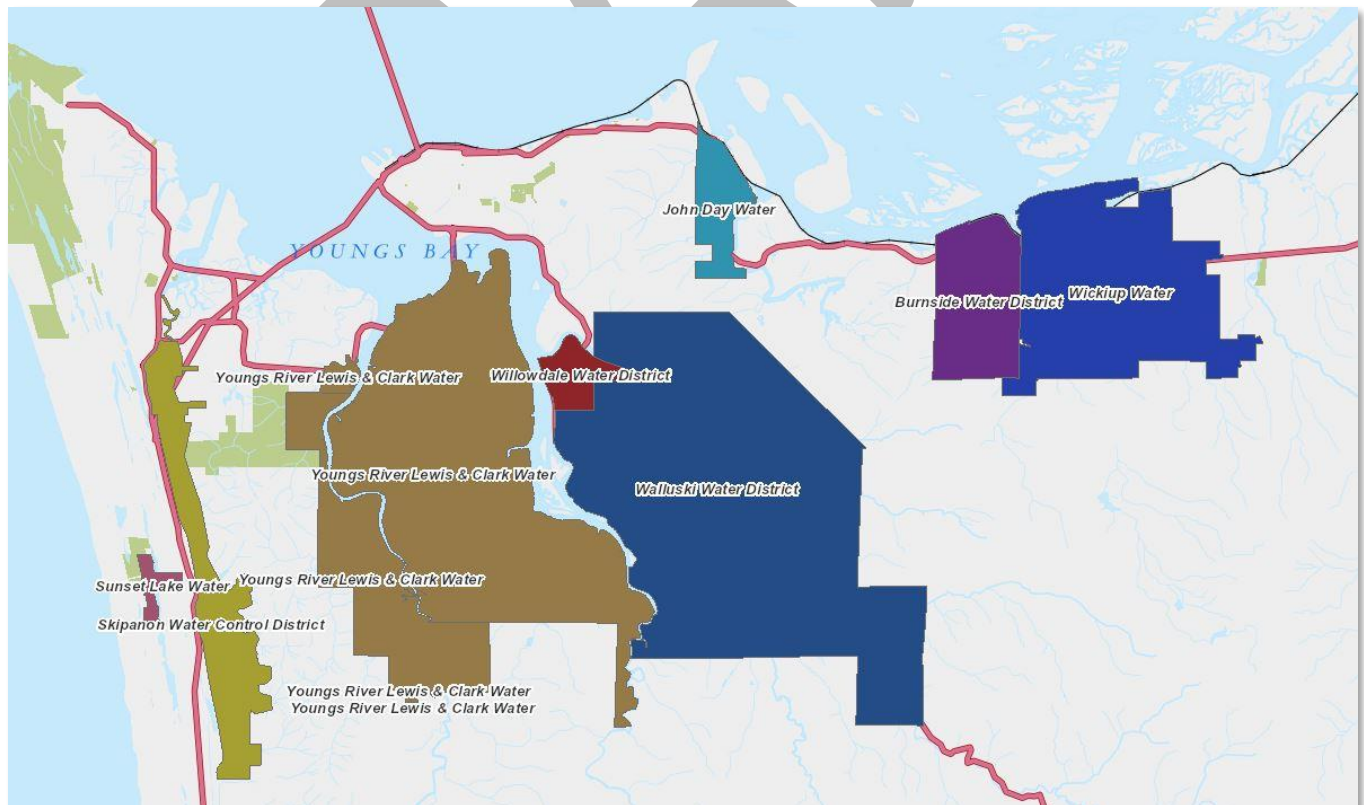 John Day Water
YOUNGS BAY
Burnside Water District
Wickiup Water
Youngs River Lewis & Clark Water
Willowdale Water District
Youngs River Lewis & Clark Water
Walluski Water District
Youngs River Lewis & Clark Water
Sunset Lake Water
Skipanon Water Control District
Youngs River Lewis & Clark Water
Youngs River Lewis & Clark Water